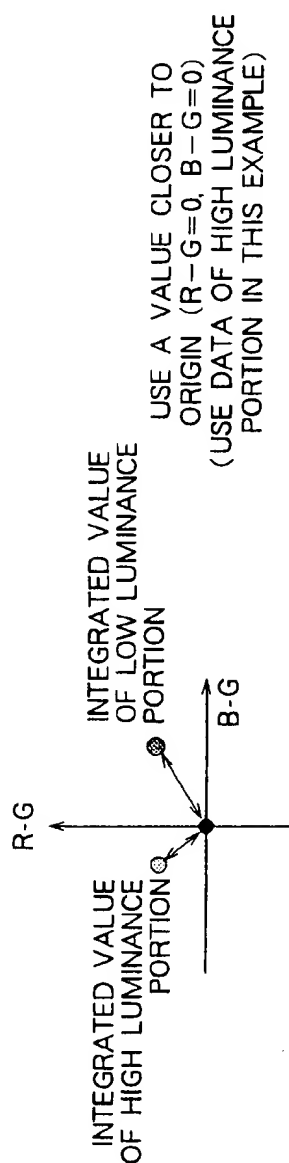 R-G
INTEGRATED VALUE
OF HIGH LUMINANCE
PORTION
INTEGRATED VALUE
OF LOW LUMINANCE
PORTION
B-G
USE A VALUE CLOSER TO
ORIGIN (R-G=0, B-G=0)
(USE DATA OF HIGH LUMINANCE
PORTION IN THIS EXAMPLE)